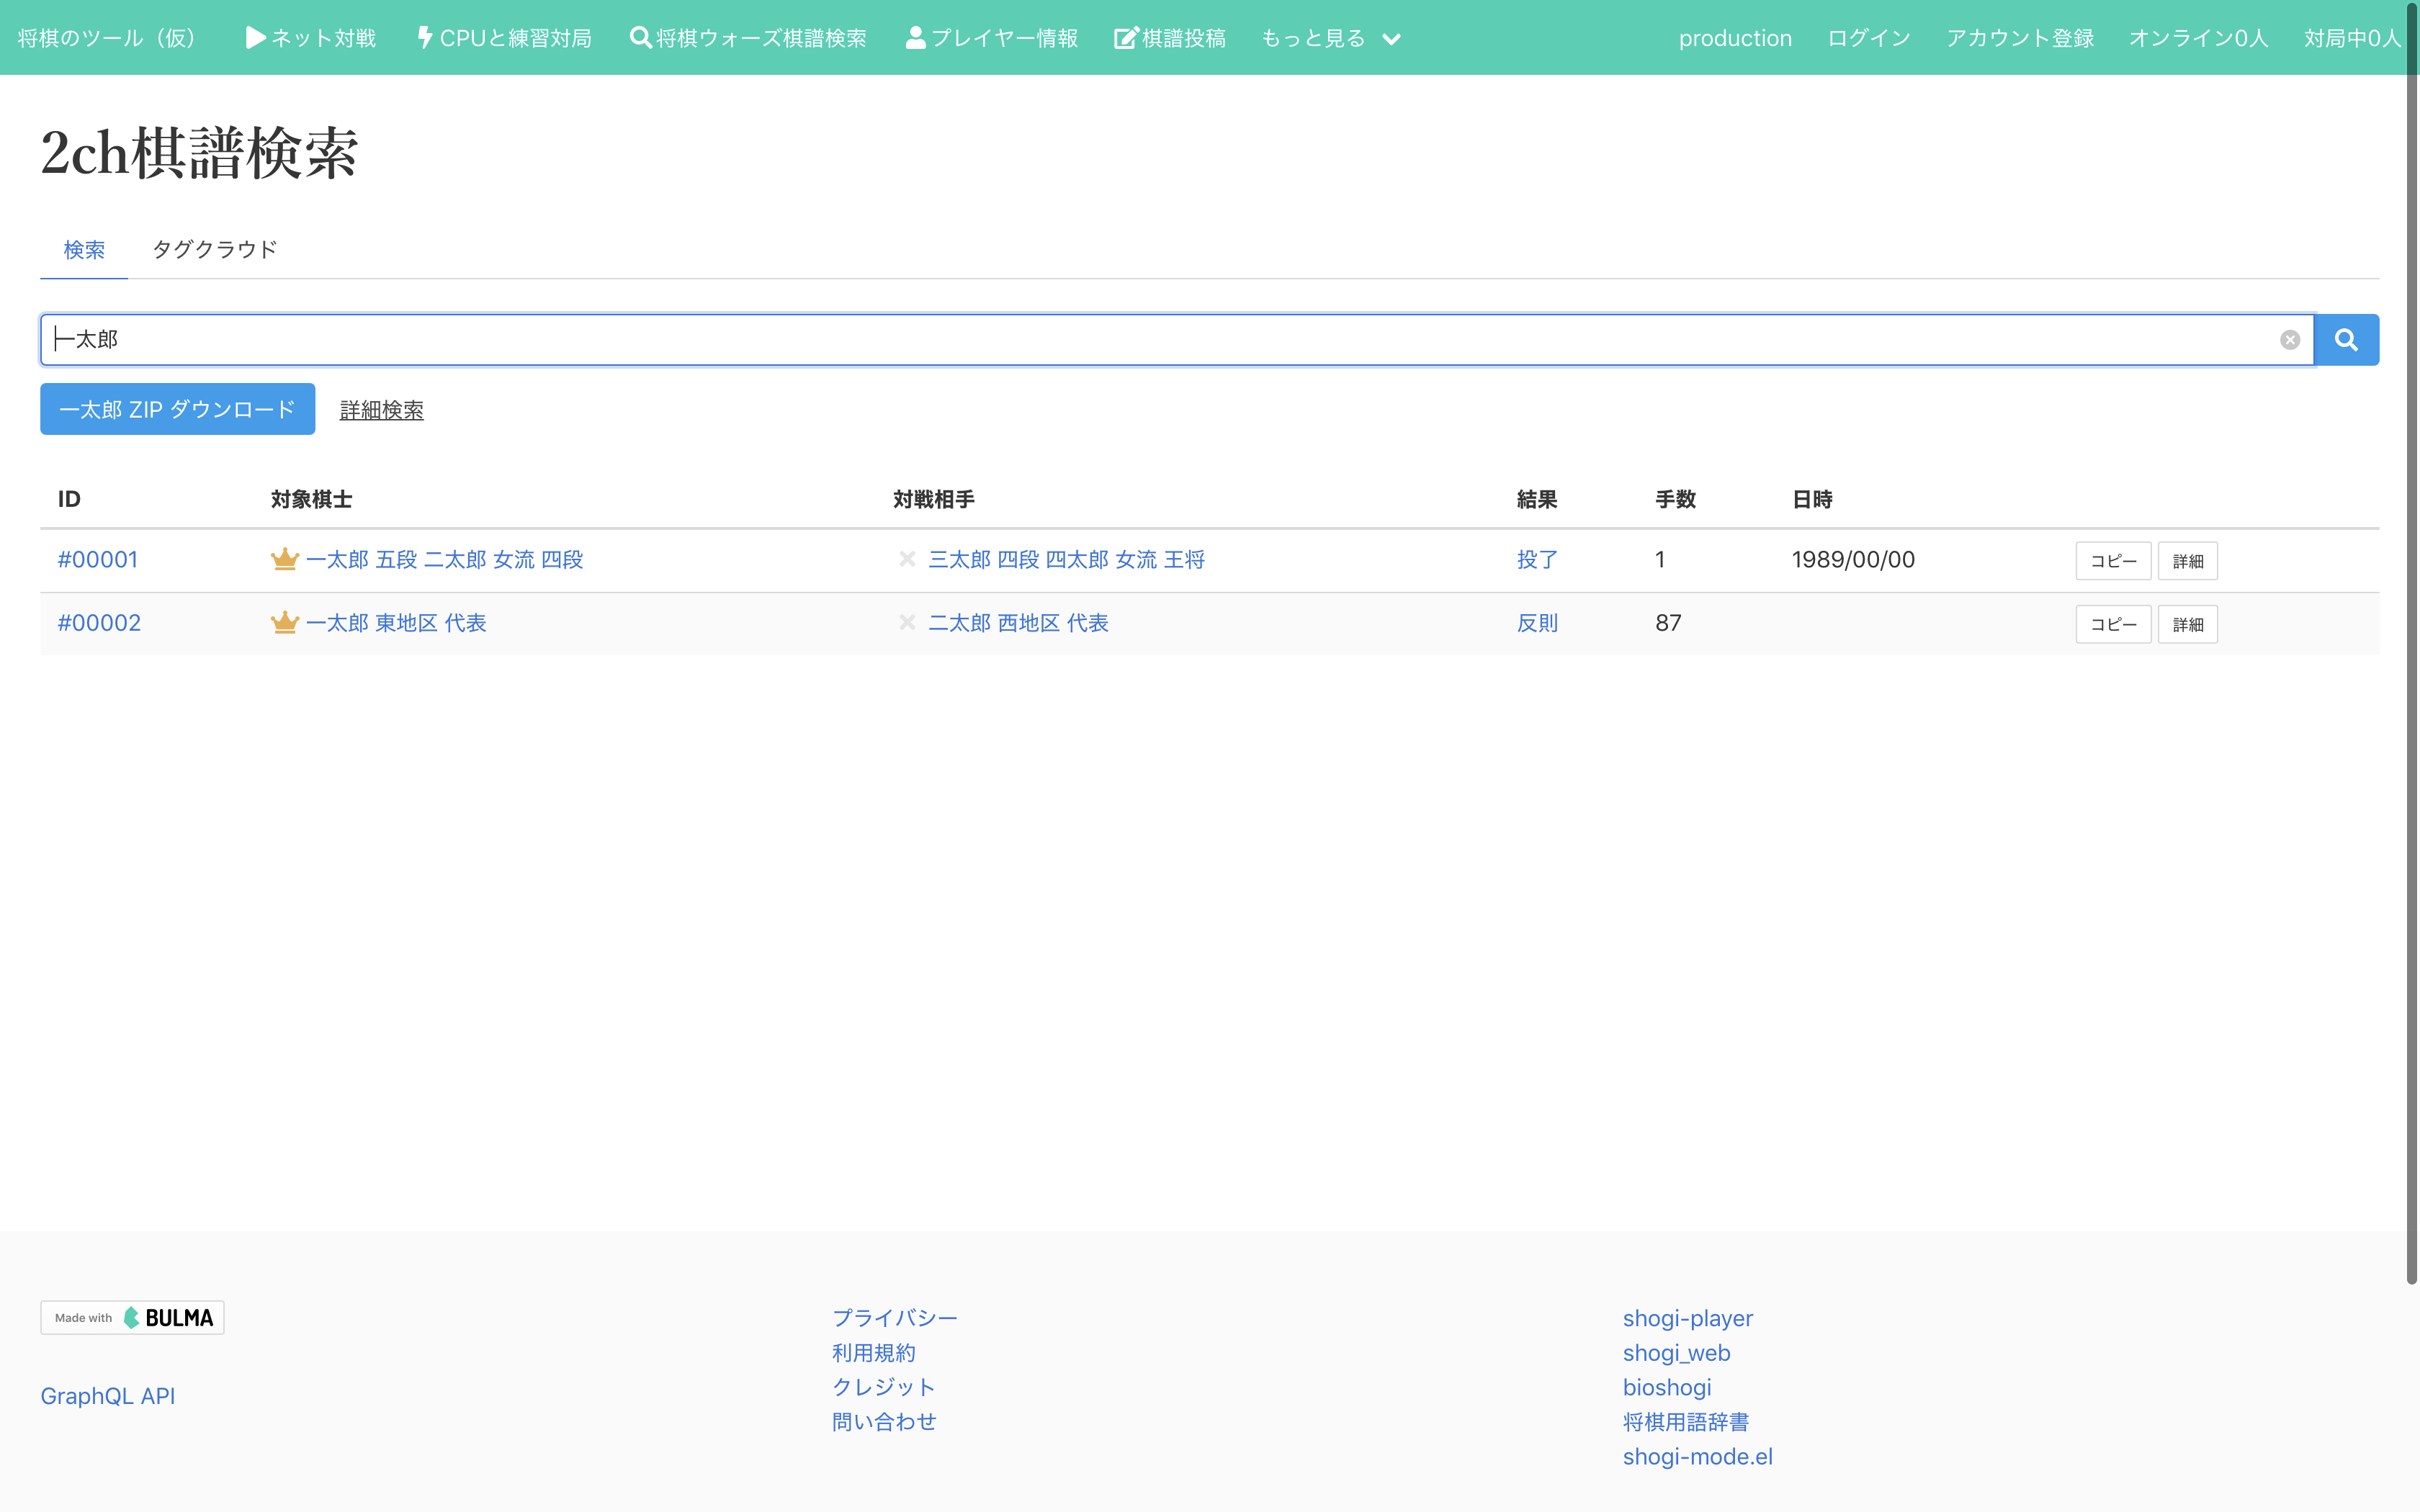 将棋のツール（仮） ネット対戦 CPUと練習対局 将棋ウォーズ棋譜検索 プレイヤー情報 棋譜投稿 もっと見る production ログイン アカウント登録 オンライン0人 対局中0人
2ch棋譜検索
検索 タグクラウド
一太郎
一太郎 ZIP ダウンロード 詳細検索
ID 対象棋士 対戦相手 結果 手数 日時
#00001 一太郎 五段 二太郎 女流 四段 三太郎 四段 四太郎 女流 王将 投了 1 1989/00/00 コピー 詳細
#00002 一太郎 東地区 代表 二太郎 西地区 代表 反則 87 コピー 詳細
Made with BULMA
GraphQL API
プライバシー
利用規約
クレジット
問い合わせ
shogi-player
shogi_web
bioshogi
将棋用語辞書
shogi-mode.el